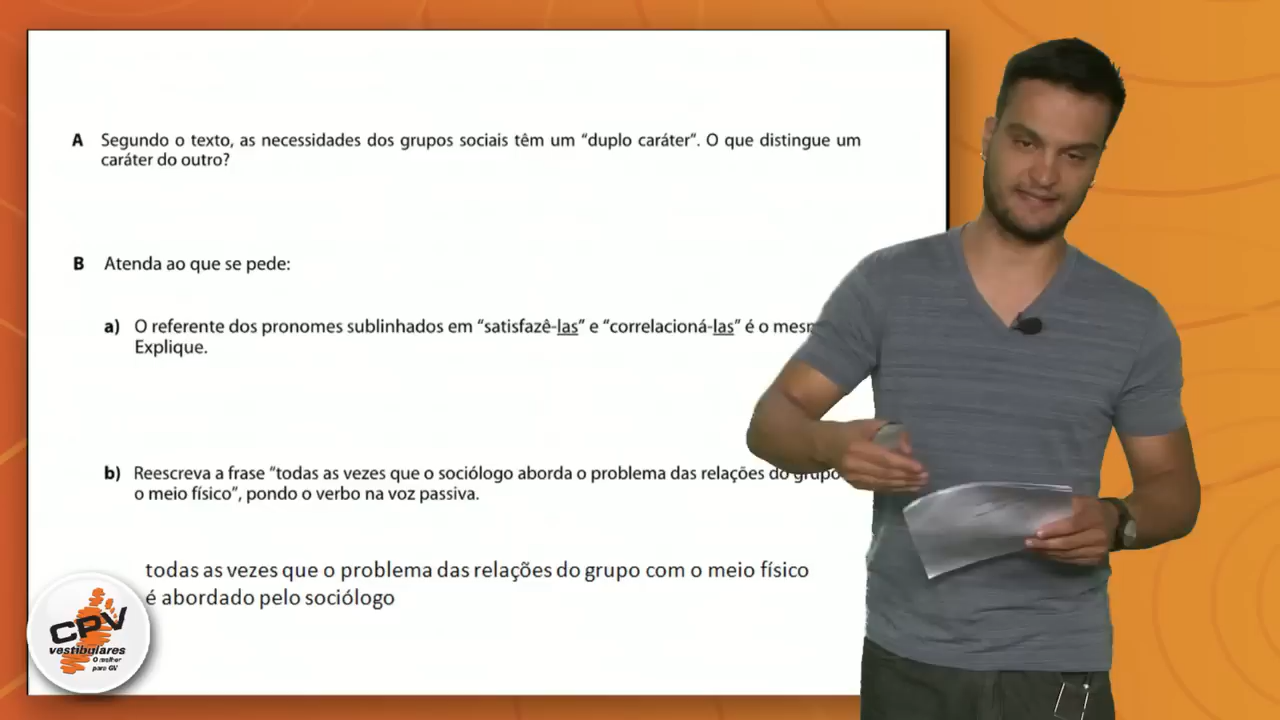 A Segundo o texto, as necessidades dos grupos sociais têm um “duplo caráter”. O que distingue um
caráter do outro?
B Atenda ao que se pede:
a) O referente dos pronomes sublinhados em “satisfazê-las” e “correlacioná-las” é o
Explique.
b) Reescreva a frase “todas as vezes que o sociólogo aborda o problema das relações do grupo
o meio físico”, pondo o verbo na voz passiva.
todas as vezes que o problema das relações do grupo com o meio físico
é abordado pelo sociólogo
CPV
vestibulares
O melhor
para GV